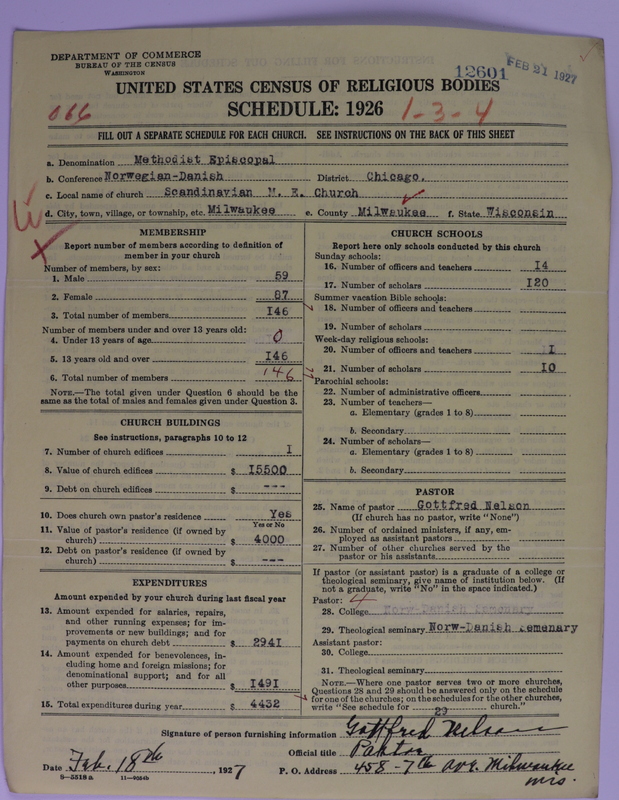 DEPARTMENT OF COMMERCE
BUREAU OF THE CENSUS
WASHINGTON
12601 FEB 21 1927
UNITED STATES CENSUS OF RELIGIOUS BODIES
066 SCHEDULE: 1926 1-3-4
FILL OUT A SEPARATE SCHEDULE FOR EACH CHURCH. SEE INSTRUCTIONS ON THE BACK OF THIS SHEET
a. Denomination Methodist Episcopal
b. Conference Norwegian-Danish District Chicago.
c. Local name of church Scandinavian M. E. Church
d. City, town, village, or township, etc. Milwaukee e. County Milwaukee f. State Wisconsin
MEMBERSHIP
Report number of members according to definition of
member in your church
Number of members, by sex:
1. Male 59
2. Female 87
3. Total number of members 146
Number of members under and over 13 years old:
4. Under 13 years of age 0
5. 13 years old and over 146
6. Total number of members 146
NOTE.—The total given under Question 6 should be the
same as the total of males and females given under Question 3.
CHURCH BUILDINGS
See instructions, paragraphs 10 to 12
7. Number of church edifices 1
8. Value of church edifices $ 15500
9. Debt on church edifices $ ---
10. Does church own pastor's residence Yes
Yes or No
11. Value of pastor's residence (if owned by
church) $ 4000
12. Debt on pastor's residence (if owned by
church) $ ---
EXPENDITURES
Amount expended by your church during last fiscal year
13. Amount expended for salaries, repairs,
and other running expenses; for im-
provements or new buildings; and for
payments on church debt $ 2941
14. Amount expended for benevolences, in-
cluding home and foreign missions; for
denominational support; and for all
other purposes $ 1491
15. Total expenditures during year $ 4432
CHURCH SCHOOLS
Report here only schools conducted by this church
Sunday schools:
16. Number of officers and teachers 14
17. Number of scholars 120
Summer vacation Bible schools:
18. Number of officers and teachers
19. Number of scholars
Week-day religious schools:
20. Number of officers and teachers 1
21. Number of scholars 10
Parochial schools:
22. Number of administrative officers
23. Number of teachers—
a. Elementary (grades 1 to 8)
b. Secondary
24. Number of scholars—
a. Elementary (grades 1 to 8)
b. Secondary
PASTOR
25. Name of pastor Gottfred Nelson
(If church has no pastor, write "None")
26. Number of ordained ministers, if any, em-
ployed as assistant pastors
27. Number of other churches served by the
pastor or his assistants
If pastor (or assistant pastor) is a graduate of a college or
theological seminary, give name of institution below. (If
not a graduate, write "No" in the space indicated.)
Pastor: 4
28. College Norw-Danish Semenary
29. Theological seminary Norw-Danish Semenary
Assistant pastor:
30. College
31. Theological seminary
NOTE.—Where one pastor serves two or more churches,
Questions 28 and 29 should be answered only on the schedule
for one of the churches; on the schedules for the other churches,
write "See schedule for church."
29
Signature of person furnishing information Gottfred Nelson
Official title Pastor
Date Feb. 18th, 1927 P. O. Address 458-7th Ave. Milwaukee
Wis.
8-5518a 11-9054b